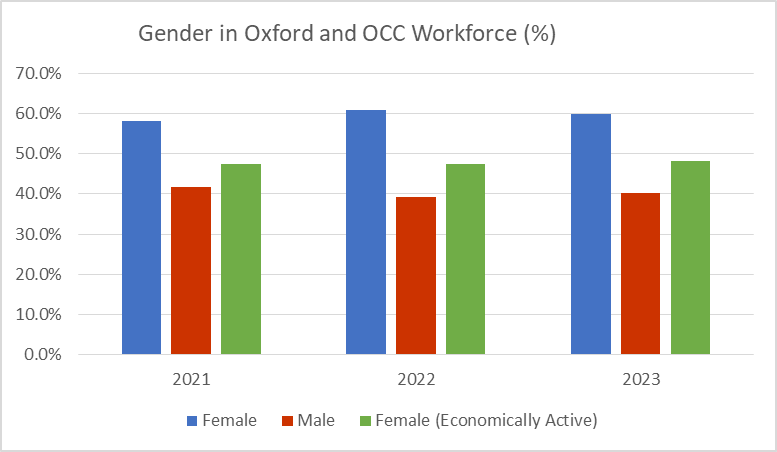 Gender in Oxford and OCC Workforce (%)
70.0%
60.0%
50.0%
40.0%
30.0%
20.0%
10.0%
0.0%
2021 2022 2023
Female Male Female (Economically Active)